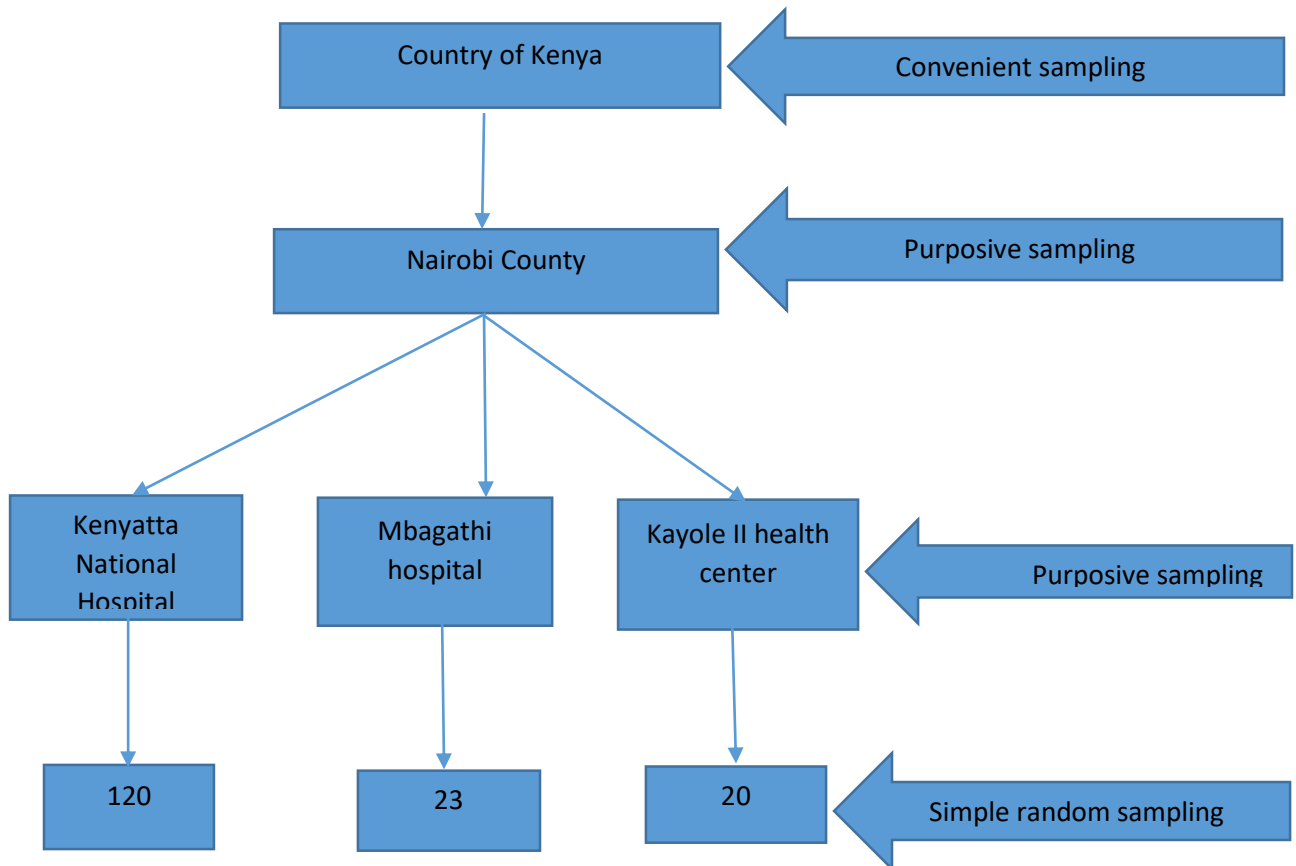 Country of Kenya
Convenient sampling
Nairobi County
Purposive sampling
Kenyatta
National
Hospital
Mbagathi
hospital
Kayole II health
center
Purposive sampling
120
23
20
Simple random sampling